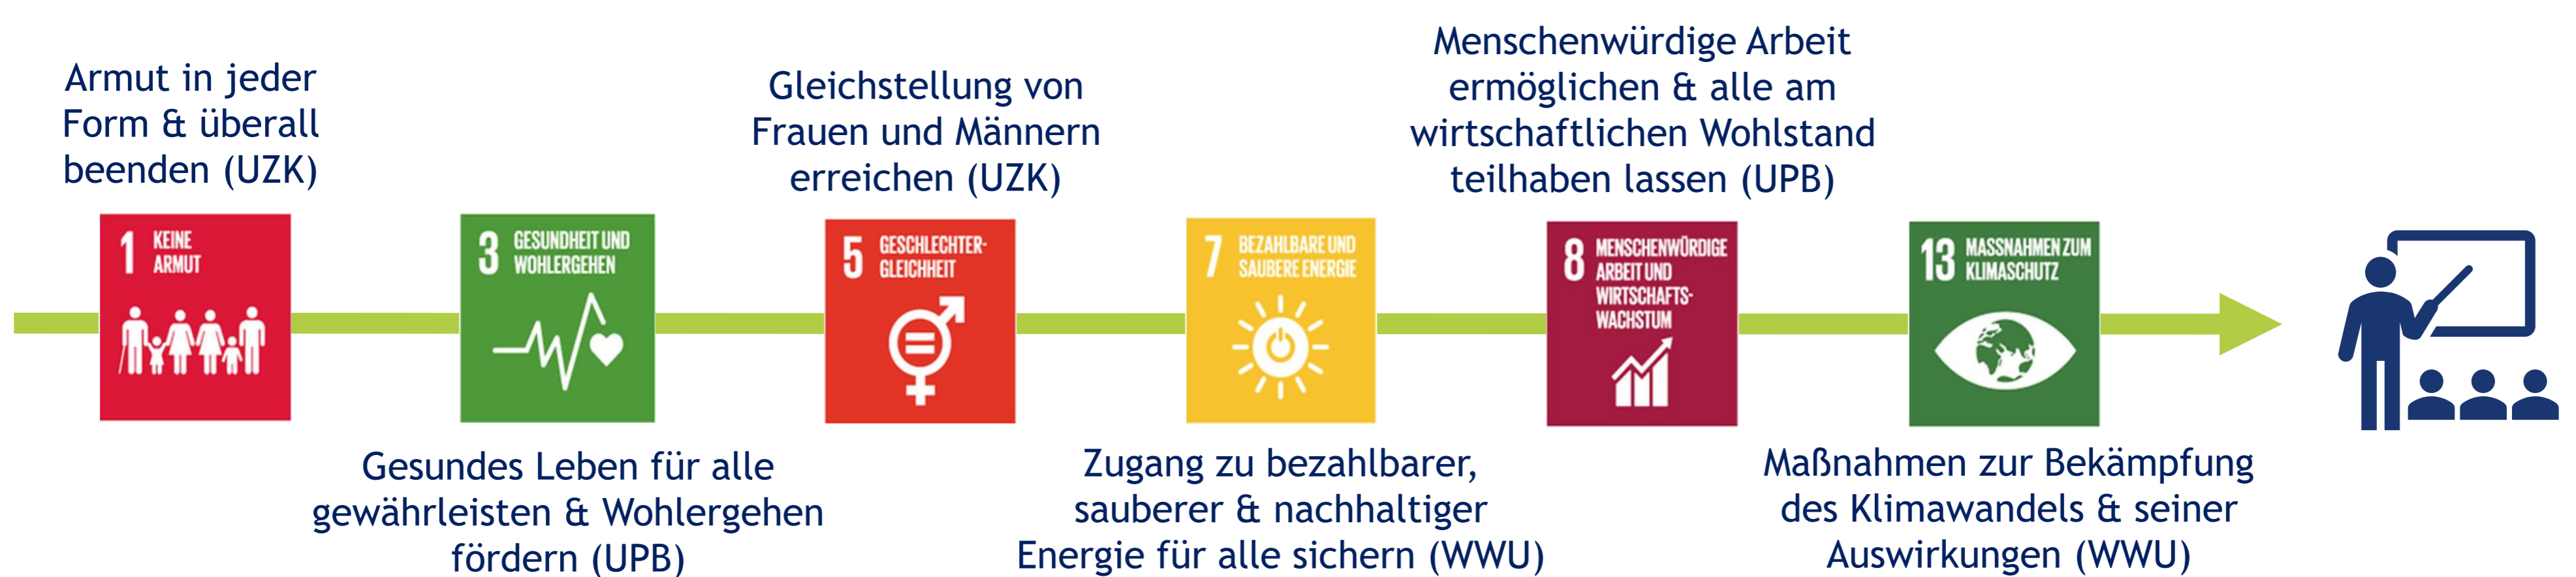 Armut in jeder
Form & überall
beenden (UZK)
1 KEINE
ARMUT
Gesundes Leben für alle
gewährleisten & Wohlergehen
fördern (UPB)
3 GESUNDHEIT UND
WOHLERGEHEN
Gleichstellung von
Frauen und Männern
erreichen (UZK)
5 GESCHLECHTER-
GLEICHHEIT
Zugang zu bezahlbarer,
sauberer & nachhaltiger
Energie für alle sichern (WWU)
7 BEZAHLBARE UND
SAUBERE ENERGIE
Menschenwürdige Arbeit
ermöglichen & alle am
wirtschaftlichen Wohlstand
teilhaben lassen (UPB)
8 MENSCHENWÜRDIGE
ARBEIT UND
WIRTSCHAFTS-
WACHSTUM
Maßnahmen zur Bekämpfung
des Klimawandels & seiner
Auswirkungen (WWU)
13 MASSNAHMEN ZUM
KLIMASCHUTZ